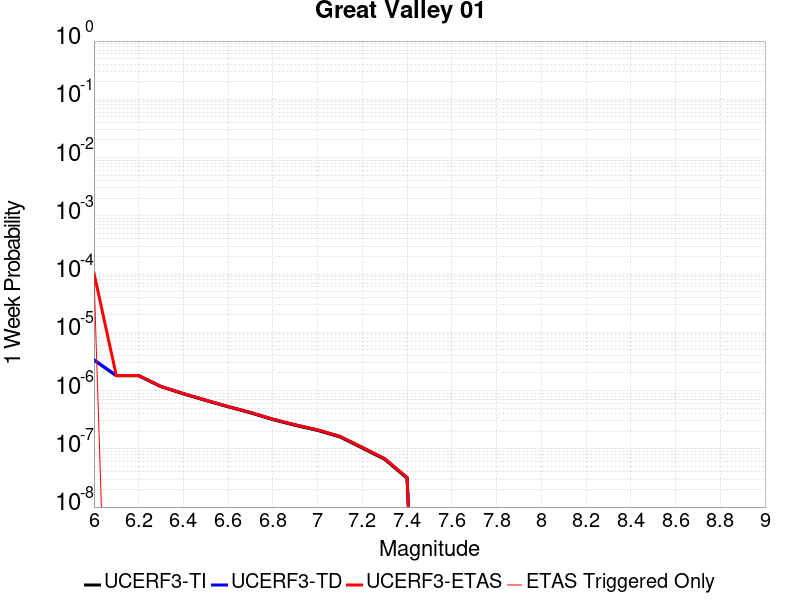 Great Valley 01
1 Week Probability
10^0
10^-1
10^-2
10^-3
10^-4
10^-5
10^-6
10^-7
10^-8
6 6.2 6.4 6.6 6.8 7 7.2 7.4 7.6 7.8 8 8.2 8.4 8.6 8.8 9
Magnitude
UCERF3-TI UCERF3-TD UCERF3-ETAS ETAS Triggered Only